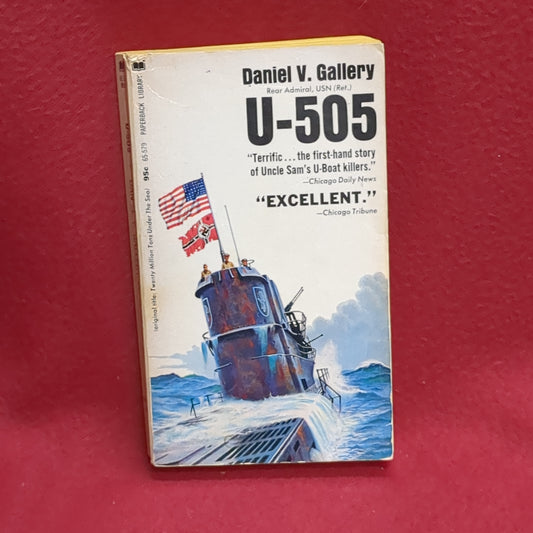 Daniel V. Gallery
Rear Admiral, USN (Ret.)
U-505
"Terrific...the first-hand story
of Uncle Sam's U-Boat killers."
—Chicago Daily News
"EXCELLENT."
—Chicago Tribune
(original title: Twenty Million Tons Under The Sea) 95c 65-579 PAPERBACK LIBRARY